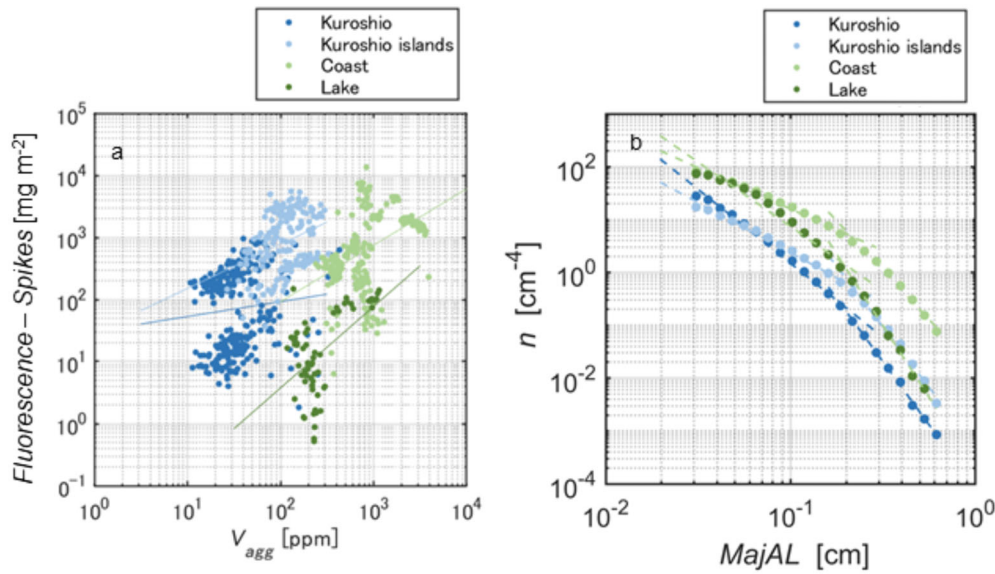 Kuroshio
Kuroshio islands
Coast
Lake
a
Fluorescence – Spikes [mg m-2]
10^5
10^4
10^3
10^2
10^1
10^0
0^-1
10^0
10^1
10^2
10^3
10^4
V_agg [ppm]
Kuroshio
Kuroshio islands
Coast
Lake
b
n [cm^-4]
10^2
10^0
10^-2
10^-4
10^-2
10^-1
10^0
MajAL [cm]